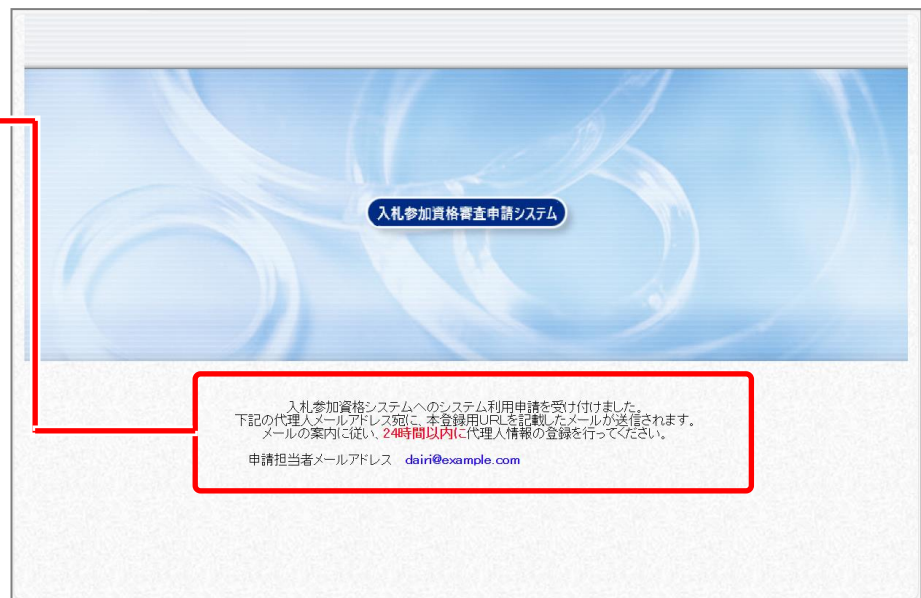 入札参加資格審査申請システム
入札参加資格システムへのシステム利用申請を受け付けました。
下記の代理人メールアドレス宛に、本登録用URLを記載したメールが送信されます。
メールの案内に従い、24時間以内に代理人情報の登録を行ってください。
申請担当者メールアドレス dairi@example.com